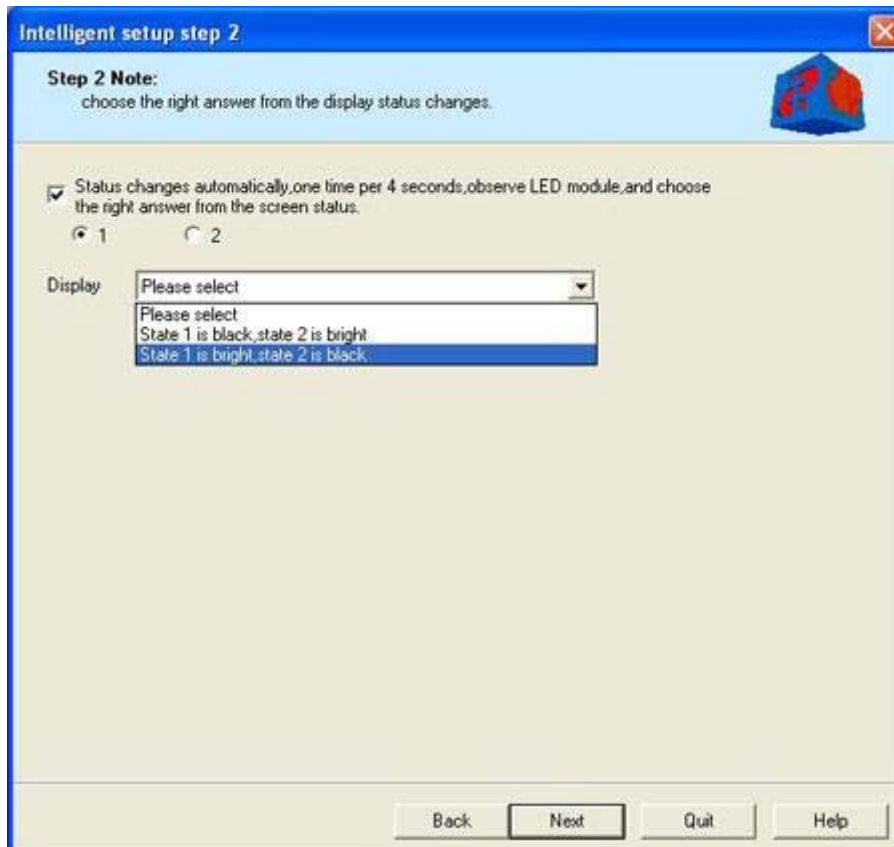 Intelligent setup step 2
Step 2 Note:
choose the right answer from the display status changes.
Status changes automatically,one time per 4 seconds,observe LED module,and choose
the right answer from the screen status.
1 2
Display Please select
Please select
State 1 is black,state 2 is bright
State 1 is bright,state 2 is black
Back Next Quit Help